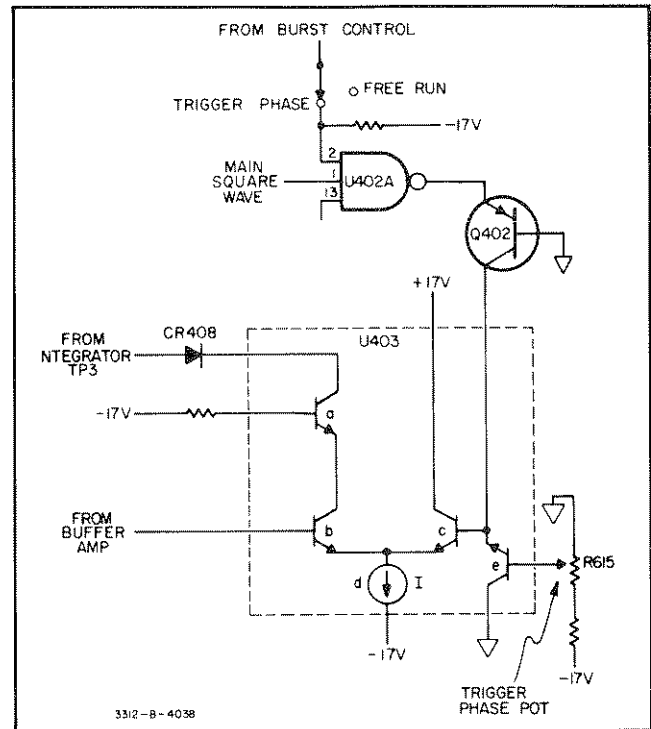 FROM BURST CONTROL
FREE RUN
TRIGGER PHASE
-17V
2
MAIN
SQUARE
WAVE
1
U402A
13
Q402
+17V
FROM
NTEGRATOR
TP3
CR408
U403
-17V
a
FROM
BUFFER
AMP
b
c
d
I
e
R615
-17V
-17V
TRIGGER
PHASE POT
3312-B-4038